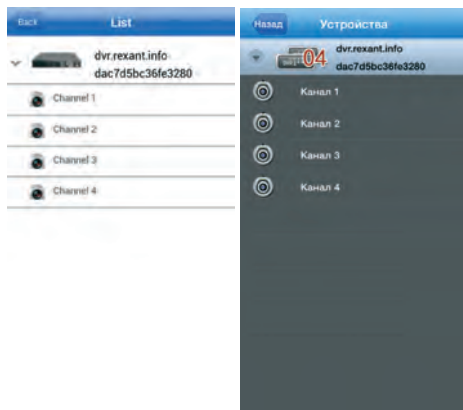 Back
List
dvr.rexant.info
dac7d5bc36fe3280
Channel 1
Channel 2
Channel 3
Channel 4
Назад
Устройства
04
dvr.rexant.info
dac7d5bc36fe3280
Канал 1
Канал 2
Канал 3
Канал 4